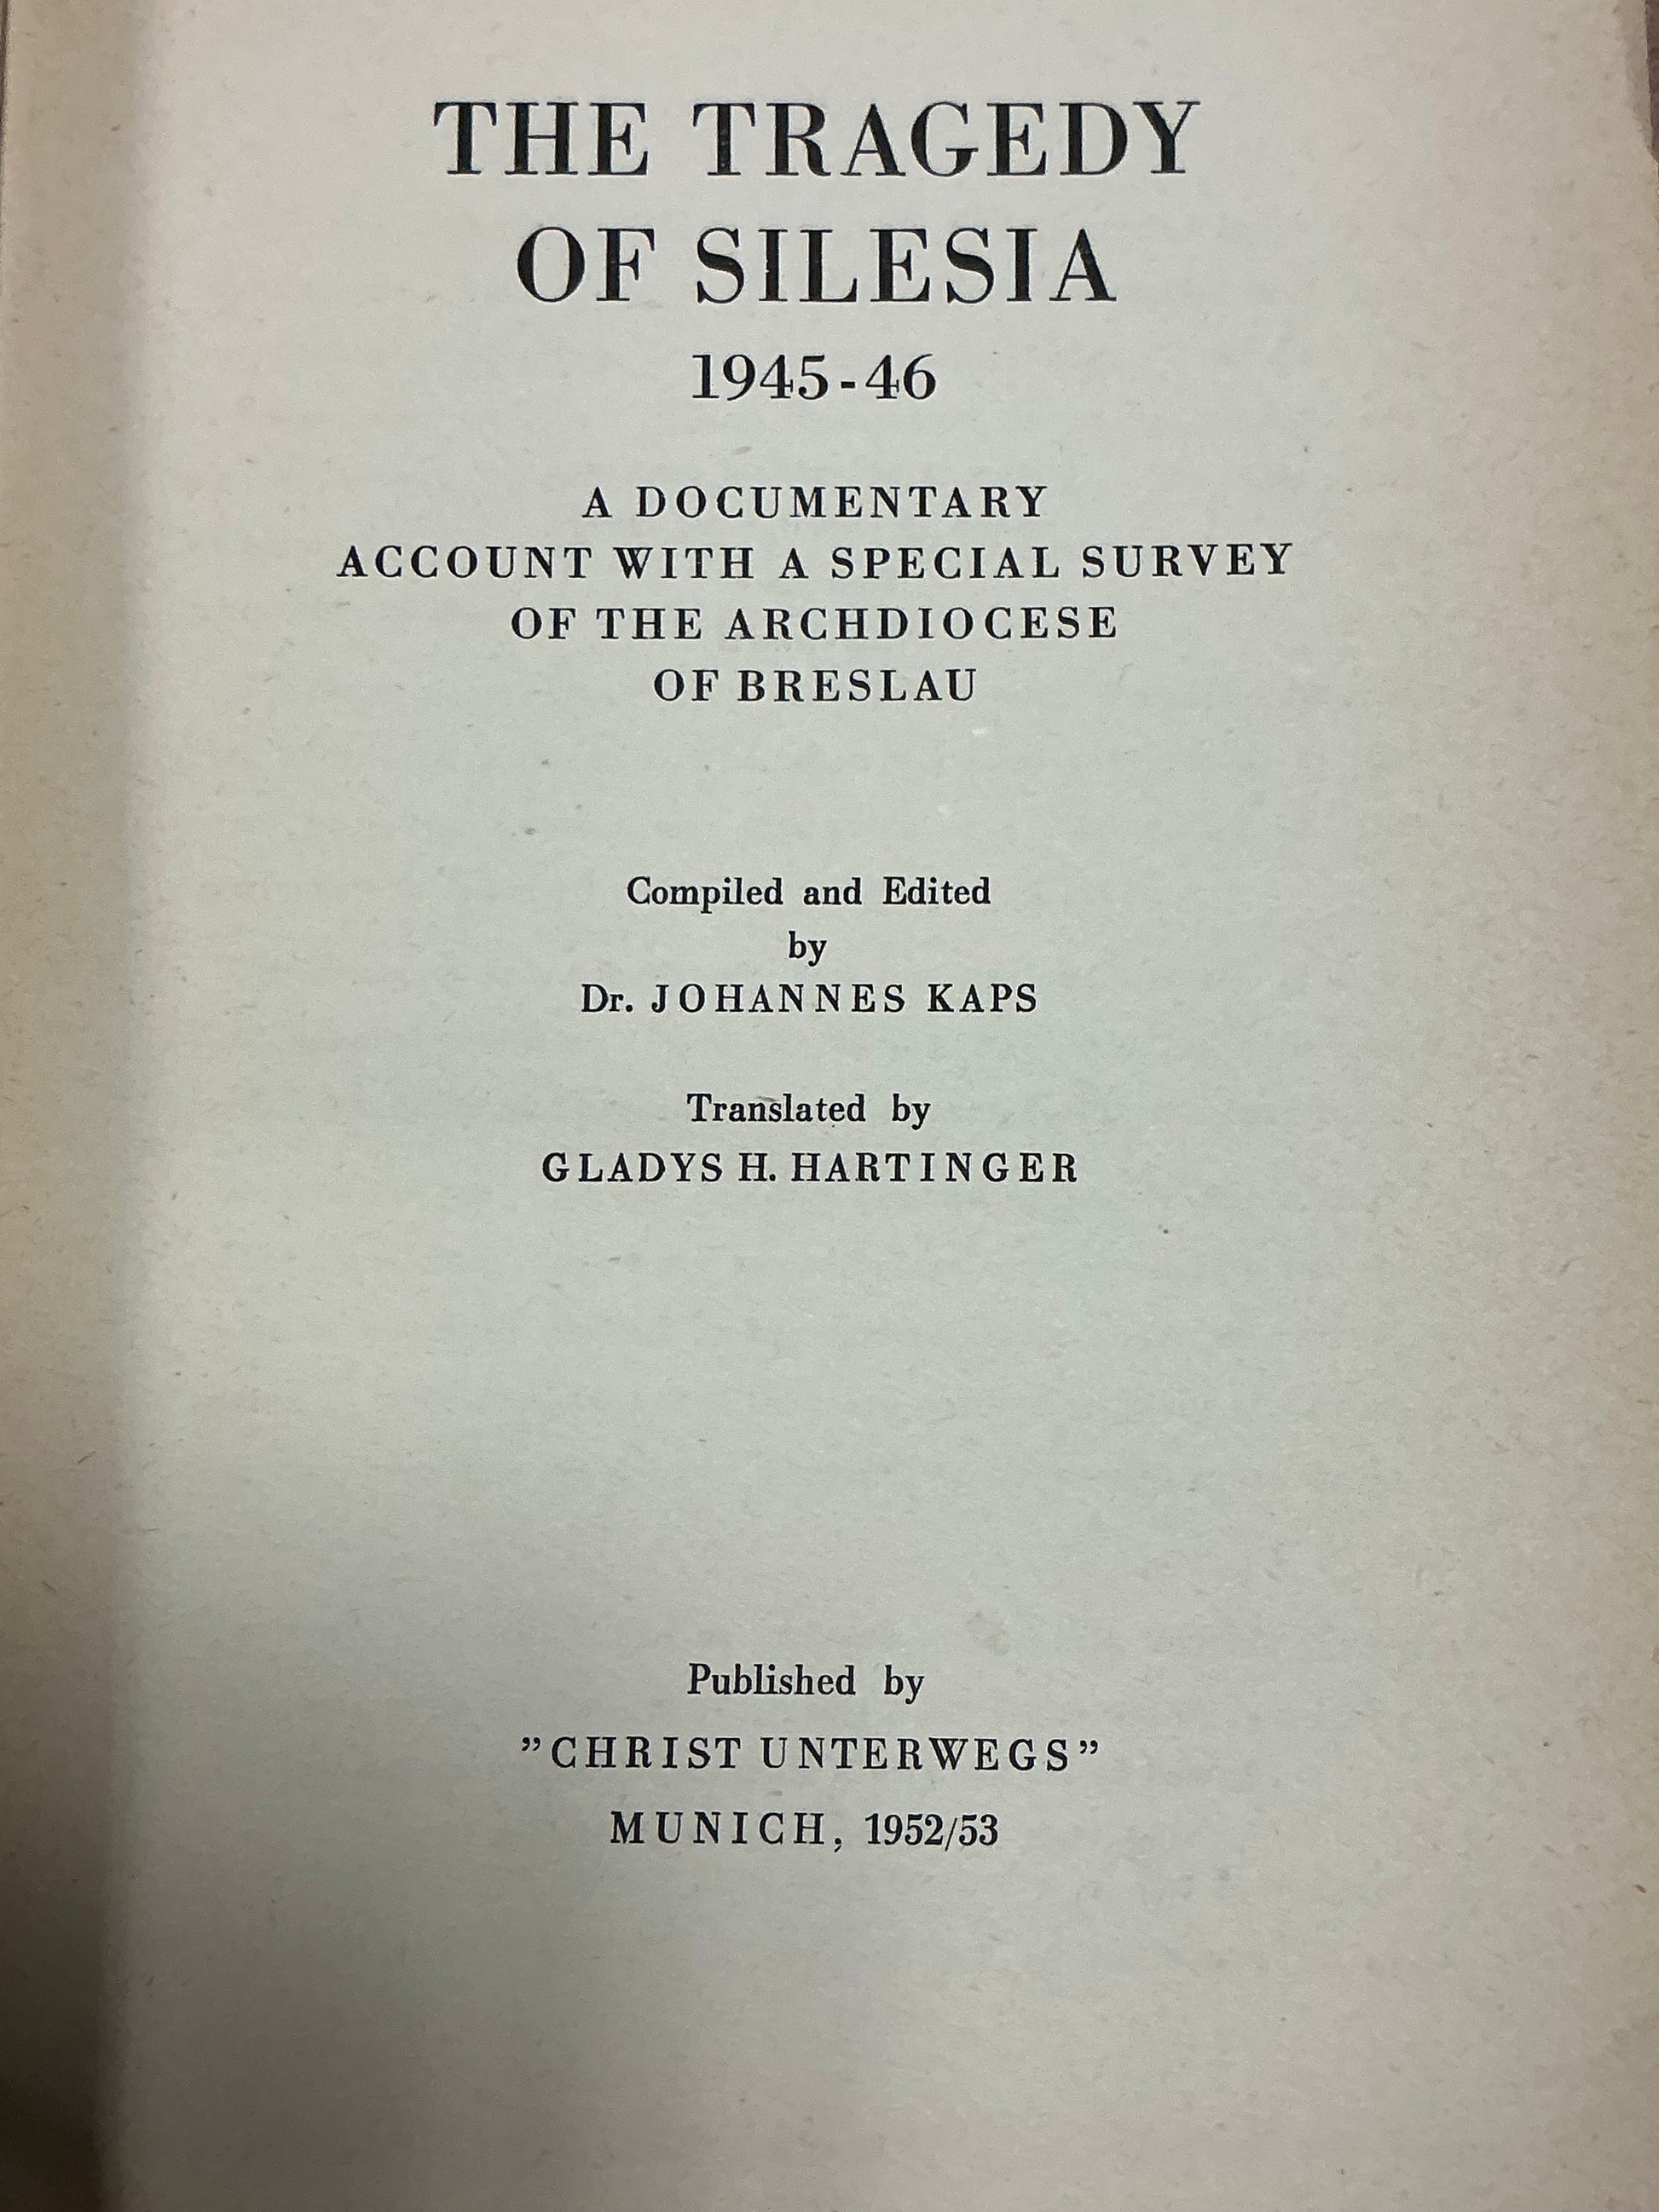 THE TRAGEDY
OF SILESIA
1945-46
A DOCUMENTARY
ACCOUNT WITH A SPECIAL SURVEY
OF THE ARCHDIOCESE
OF BRESLAU
Compiled and Edited
by
Dr. JOHANNES KAPS
Translated by
GLADYS H. HARTINGER
Published by
”CHRIST UNTERWEGS”
MUNICH, 1952/53